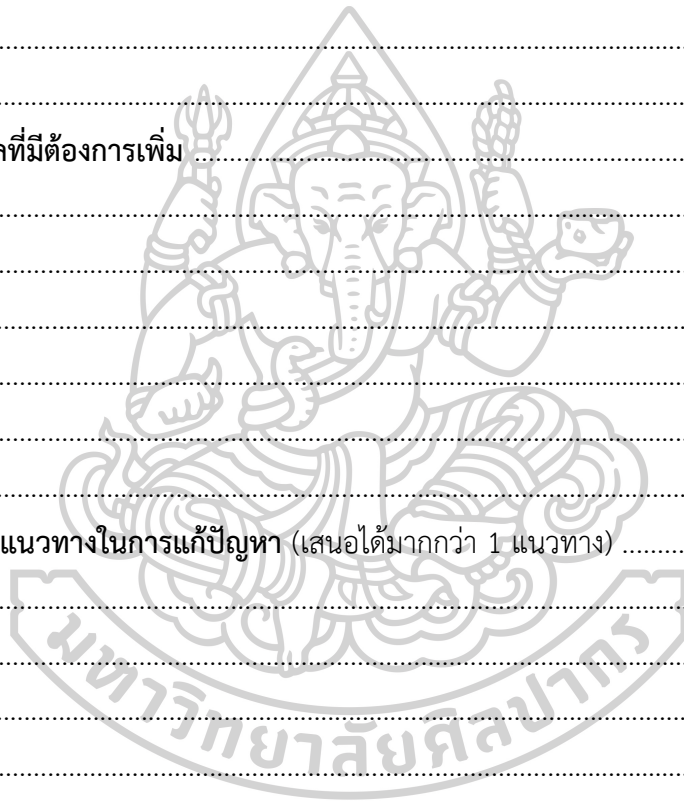 ที่มีต้องการเพิ่ม ........................................................................
แนวทางในการแก้ปัญหา (เสนอได้มากกว่า 1 แนวทาง) .........
มหาวิทยาลัยศิลปากร